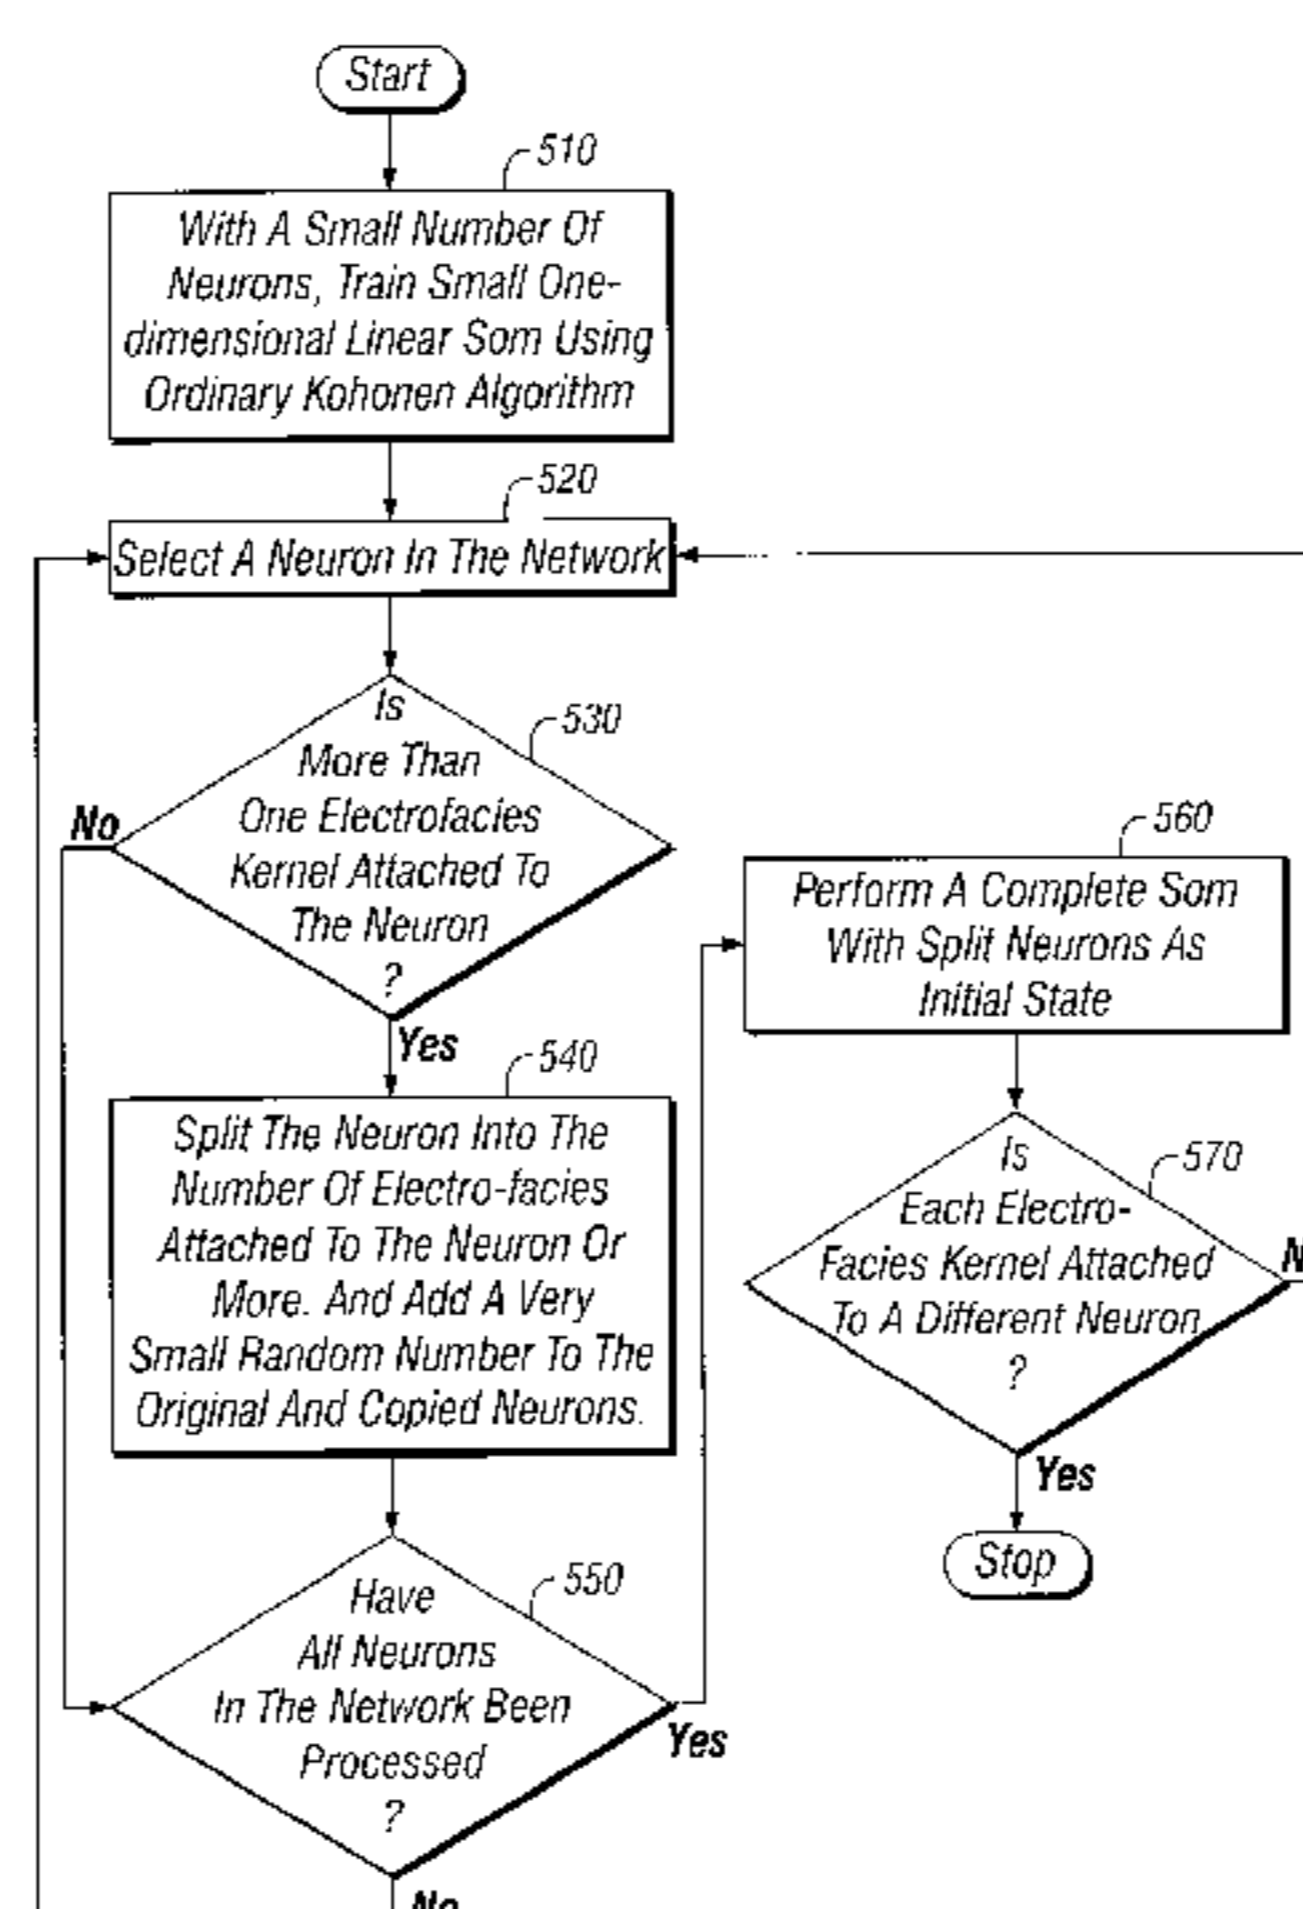 Start
510
With A Small Number Of
Neurons, Train Small One-
dimensional Linear Som Using
Ordinary Kohonen Algorithm
520
Select A Neuron In The Network
530
Is
More Than
One Electrofacies
Kernel Attached To
The Neuron
?
No
Yes
540
Split The Neuron Into The
Number Of Electro-facies
Attached To The Neuron Or
More. And Add A Very
Small Random Number To The
Original And Copied Neurons.
550
Have
All Neurons
In The Network Been
Processed
?
Yes
No
560
Perform A Complete Som
With Split Neurons As
Initial State
570
Is
Each Electro-
Facies Kernel Attached
To A Different Neuron
?
Yes
Stop